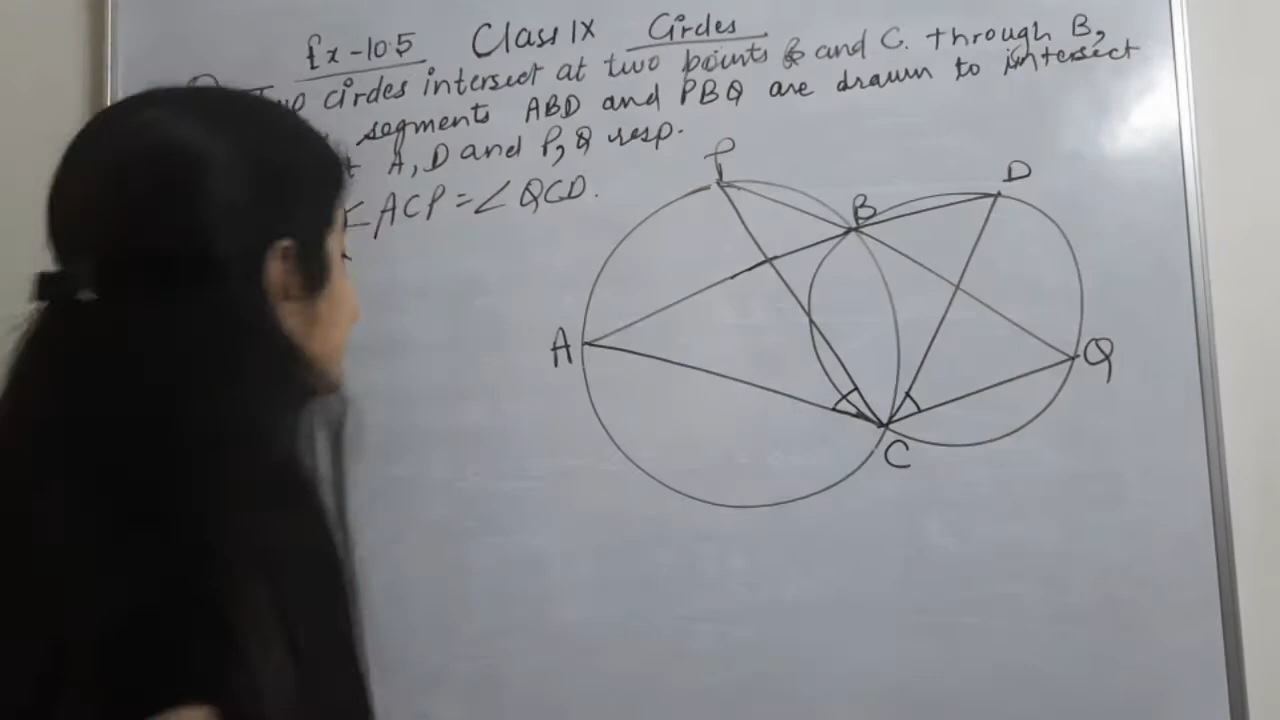 Ex-10.5 Class IX Circles
circles intersect at two points B and C. Through B,
segments ABD and PBQ are drawn to intersect
A, D and P, Q resp.
∠ACP = ∠QCD.
P
D
B
A
Q
C